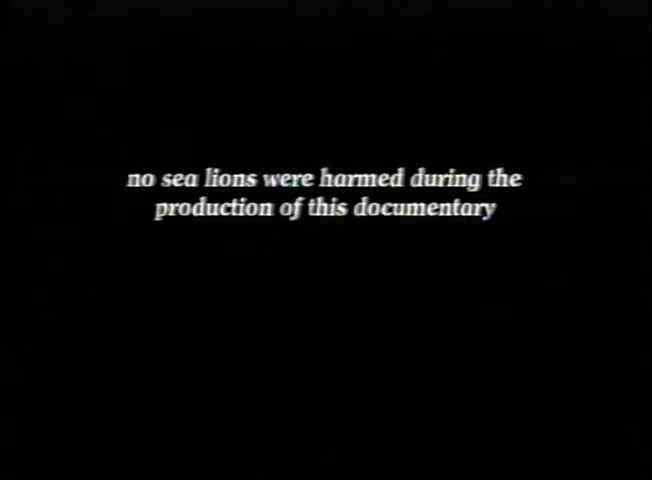 no sea lions were harmed during the
production of this documentary